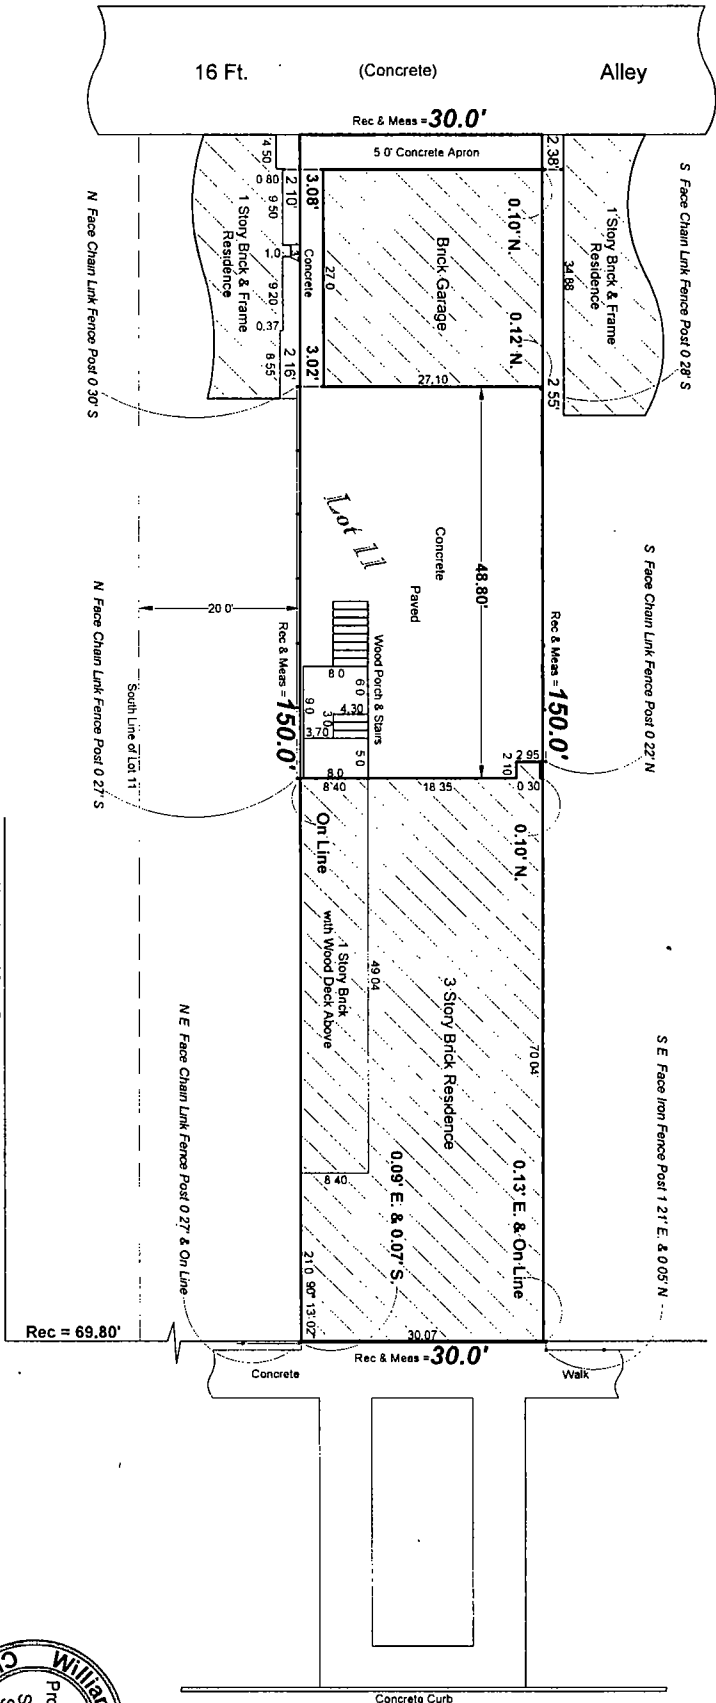 16 Ft.
(Concrete)
Alley
Rec & Meas = 30.0'
5 0' Concrete Apron
2.38'
4 50
0 80
2 10'
3.08'
9 50
1.0
9 20
0.37
8 55
2 16'
3.02'
Concrete
27 0
1 Story Brick & Frame
Residence
Brick Garage
0.10' N.
0.12' N.
27.10
34.88
2 55'
1 Story Brick & Frame
Residence
S Face Chain Link Fence Post 0 28' S
N Face Chain Link Fence Post 0 30' S
Lot 11
Concrete
Paved
48.80'
20 0'
South Line of Lot 11
Rec & Meas = 150.0'
Rec & Meas = 150.0'
Wood Porch & Stairs
8 0
6 0
9 0
4.30
3 0
3.70
5 0
8.0
8 40
18 35
2 95
2 10
0 30
S Face Chain Link Fence Post 0 22' N
N Face Chain Link Fence Post 0 27' S
On Line
0.10' N.
1 Story Brick
with Wood Deck Above
49 04
3 Story Brick Residence
70 04
8 40
0.09' E. & 0.07' S.
0.13' E. & On Line
21 0
90° 13' 02"
30.07
S E Face Iron Fence Post 1 21' E. & 0 05' N
N E Face Chain Link Fence Post 0 27' & On Line
Rec = 69.80'
Rec & Meas = 30.0'
Concrete
Walk
Concrete Curb